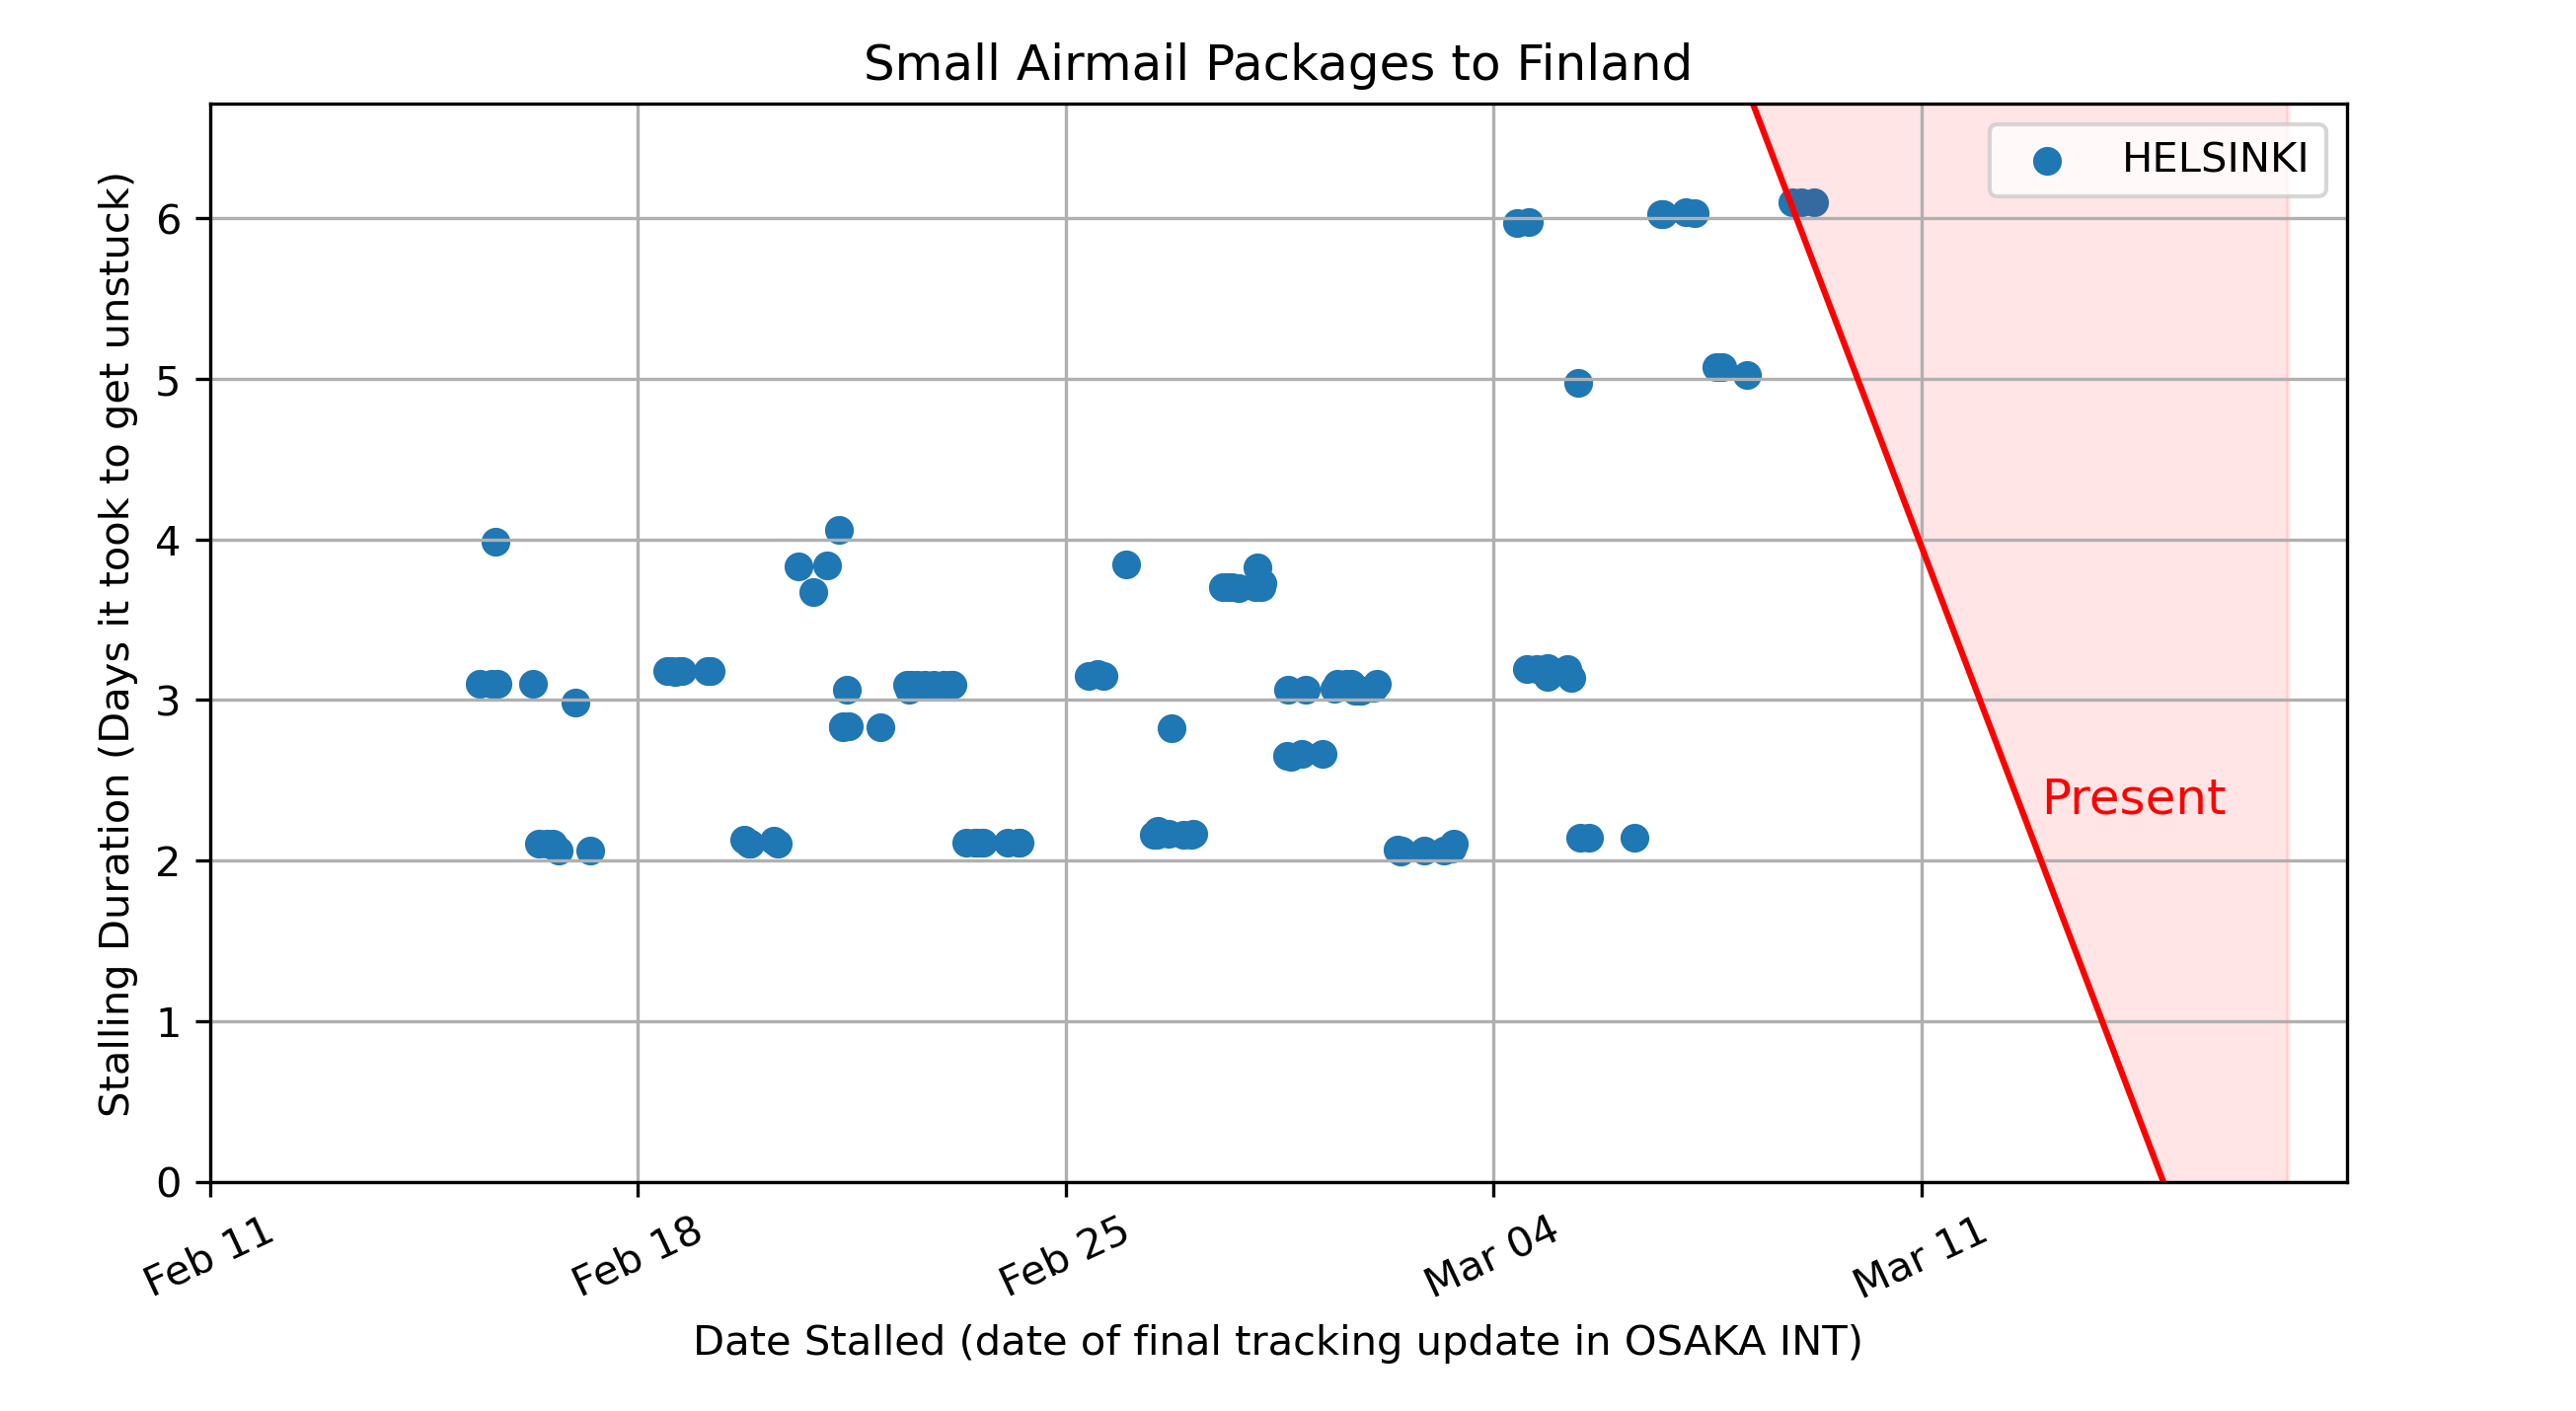 Small Airmail Packages to Finland
HELSINKI
Stalling Duration (Days it took to get unstuck)
6
5
4
3
2
1
0
Present
Feb 11
Feb 18
Feb 25
Mar 04
Mar 11
Date Stalled (date of final tracking update in OSAKA INT)